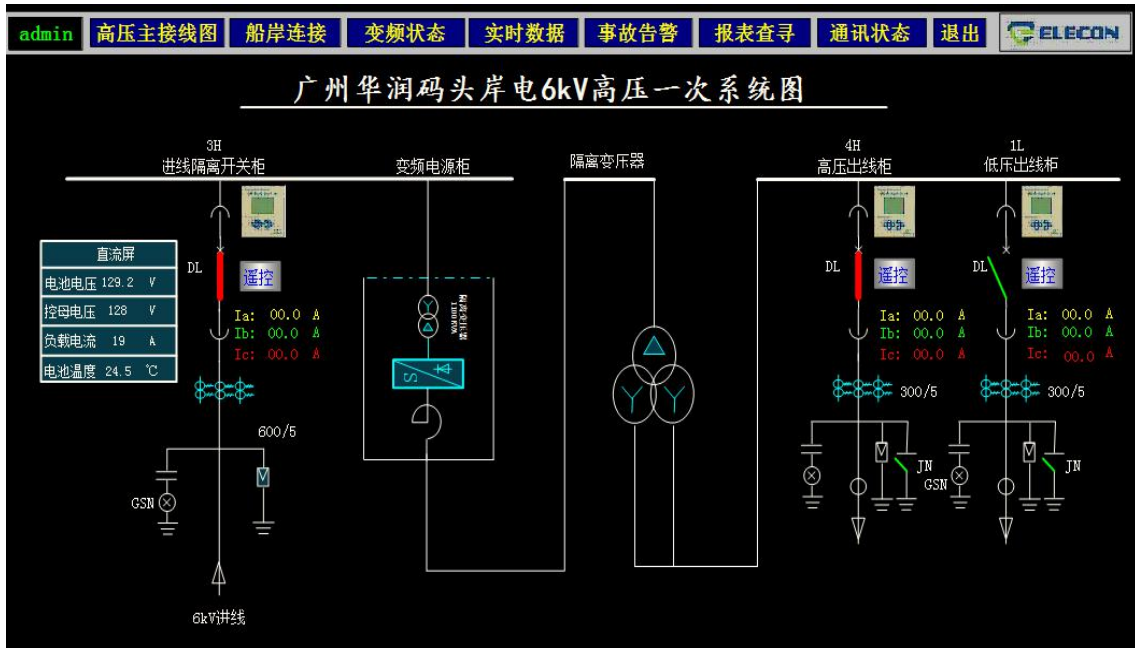 admin 高压主接线图 船岸连接 变频状态 实时数据 事故告警 报表查寻 通讯状态 退出 ELECON
广州华润码头岸电6kV高压一次系统图
3H
进线隔离开关柜
变频电源柜
隔离变压器
4H
高压出线柜
1L
低压出线柜
直流屏
电池电压 129.2 V
控母电压 128 V
负载电流 19 A
电池温度 24.5 ℃
DL
遥控
Ia: 00.0 A
Ib: 00.0 A
Ic: 00.0 A
600/5
GSN
6kV进线
S
DL
遥控
Ia: 00.0 A
Ib: 00.0 A
Ic: 00.0 A
300/5
JN
GSN
DL
遥控
Ia: 00.0 A
Ib: 00.0 A
Ic: 00.0 A
300/5
JN